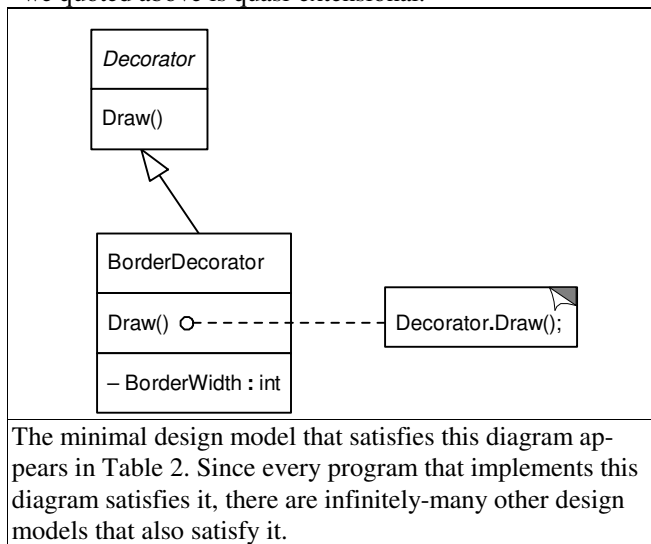 we quoted above is quasi-extensional.
Decorator
Draw()
BorderDecorator
Draw()
Decorator.Draw();
– BorderWidth : int
The minimal design model that satisfies this diagram ap-
pears in Table 2. Since every program that implements this
diagram satisfies it, there are infinitely-many other design
models that also satisfy it.